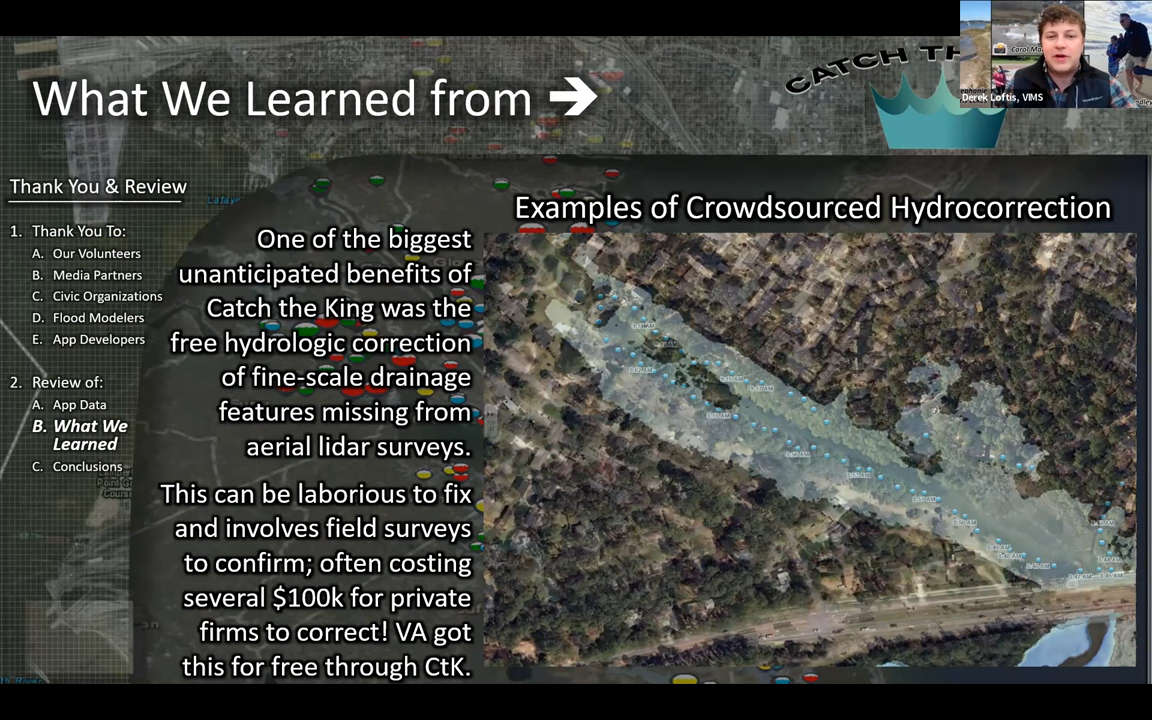 What We Learned from
CATCH TH
Carol Mo
Derek Loftis, VIMS
Thank You & Review
1. Thank You To:
A. Our Volunteers
B. Media Partners
C. Civic Organizations
D. Flood Modelers
E. App Developers
2. Review of:
A. App Data
B. What We
Learned
C. Conclusions
One of the biggest
unanticipated benefits of
Catch the King was the
free hydrologic correction
of fine-scale drainage
features missing from
aerial lidar surveys.
This can be laborious to fix
and involves field surveys
to confirm; often costing
several $100k for private
firms to correct! VA got
this for free through CtK.
Examples of Crowdsourced Hydrocorrection